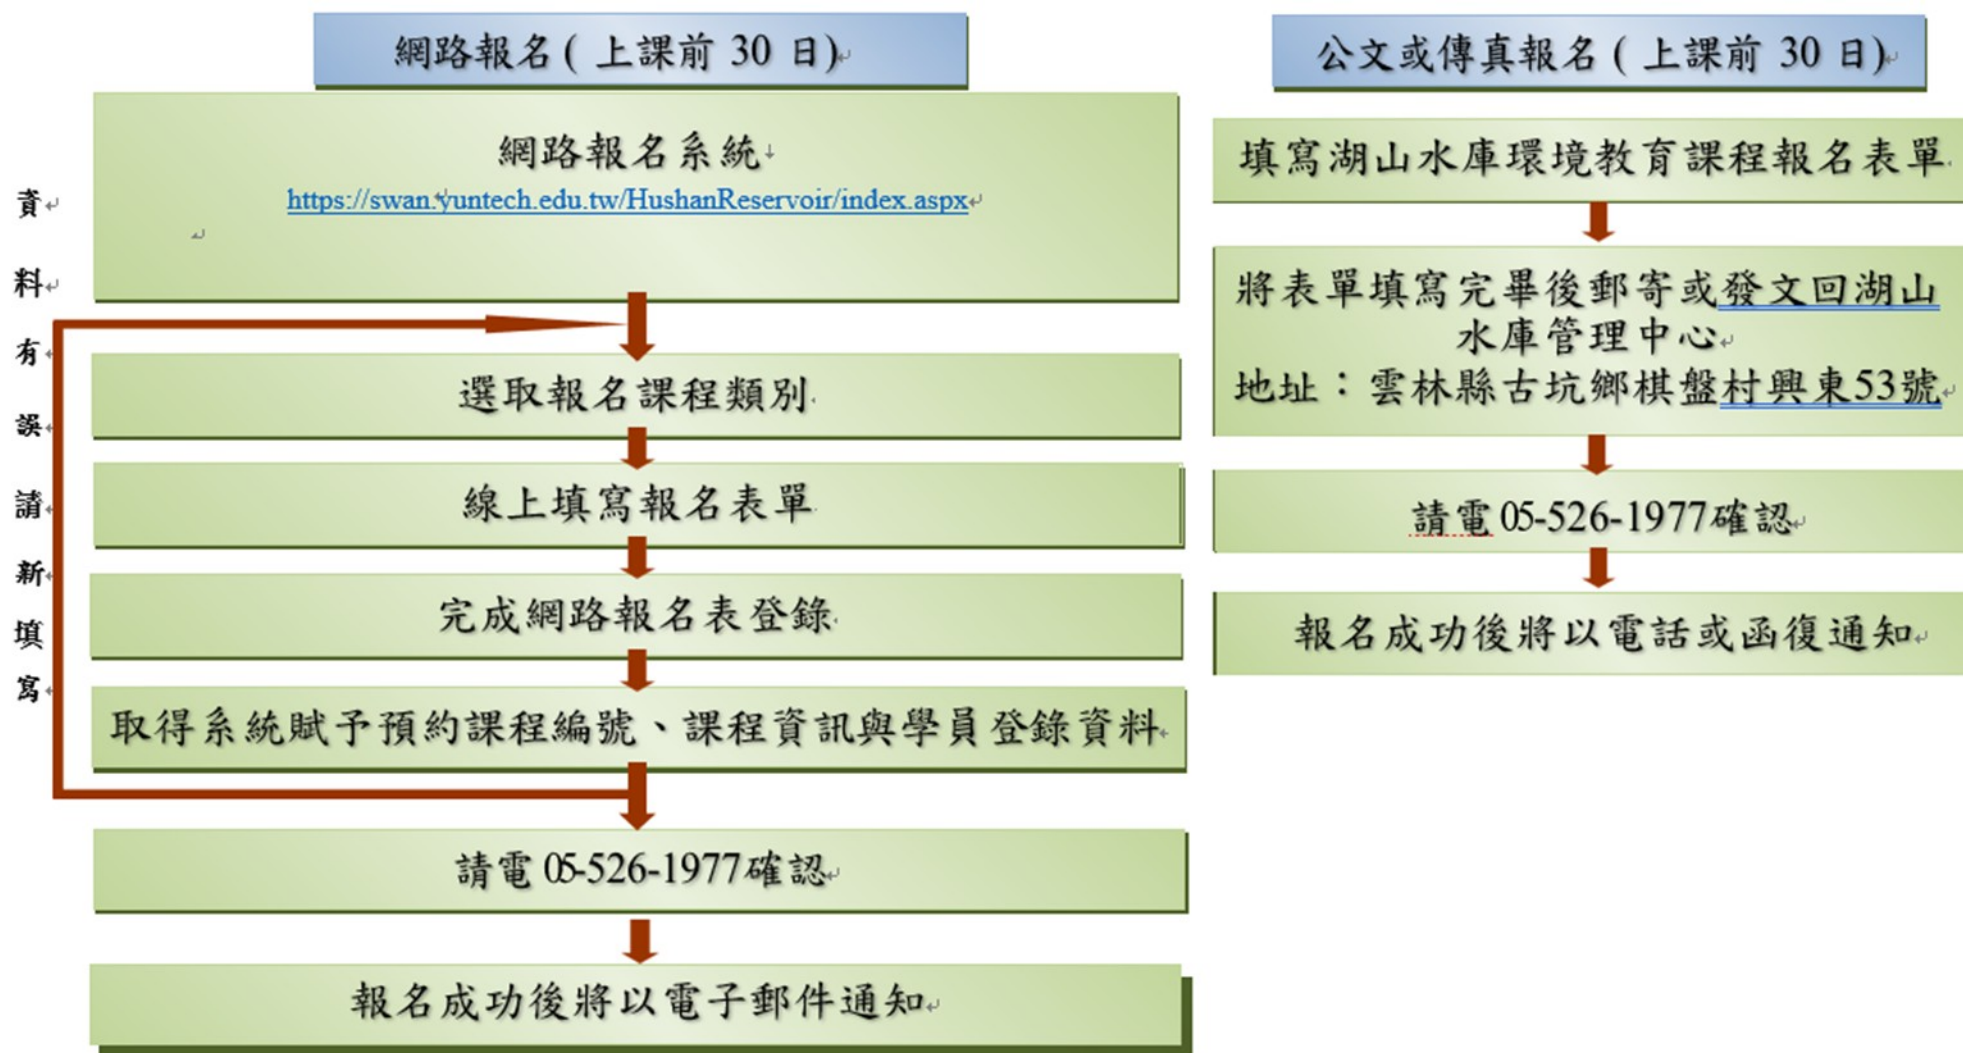 網路報名 ( 上課前 30 日)
網路報名系統
https://swan.yuntech.edu.tw/HushanReservoir/index.aspx
選取報名課程類別
線上填寫報名表單
完成網路報名表登錄
取得系統賦予預約課程編號、課程資訊與學員登錄資料
請電 05-526-1977確認
報名成功後將以電子郵件通知
資
料
有
誤
請
新
填
寫
公文或傳真報名 ( 上課前 30 日)
填寫湖山水庫環境教育課程報名表單
將表單填寫完畢後郵寄或發文回湖山
水庫管理中心
地址：雲林縣古坑鄉棋盤村興東53號
請電 05-526-1977確認
報名成功後將以電話或函復通知